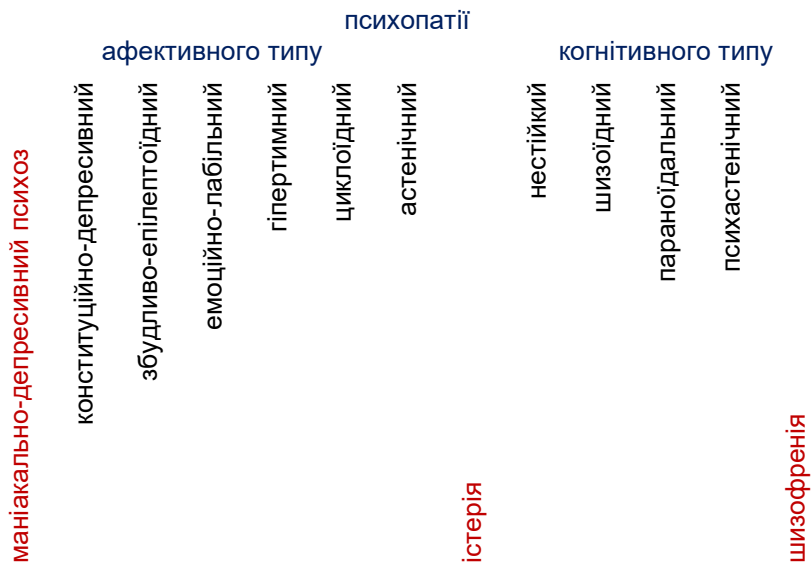 психопатії
афективного типу
когнітивного типу
маніакально-депресивний психоз
конституційно-депресивний
збудливо-епілептоїдний
емоційно-лабільний
гіпертимний
циклоїдний
астенічний
істерія
нестійкий
шизоїдний
параноїдальний
психастенічний
шизофренія